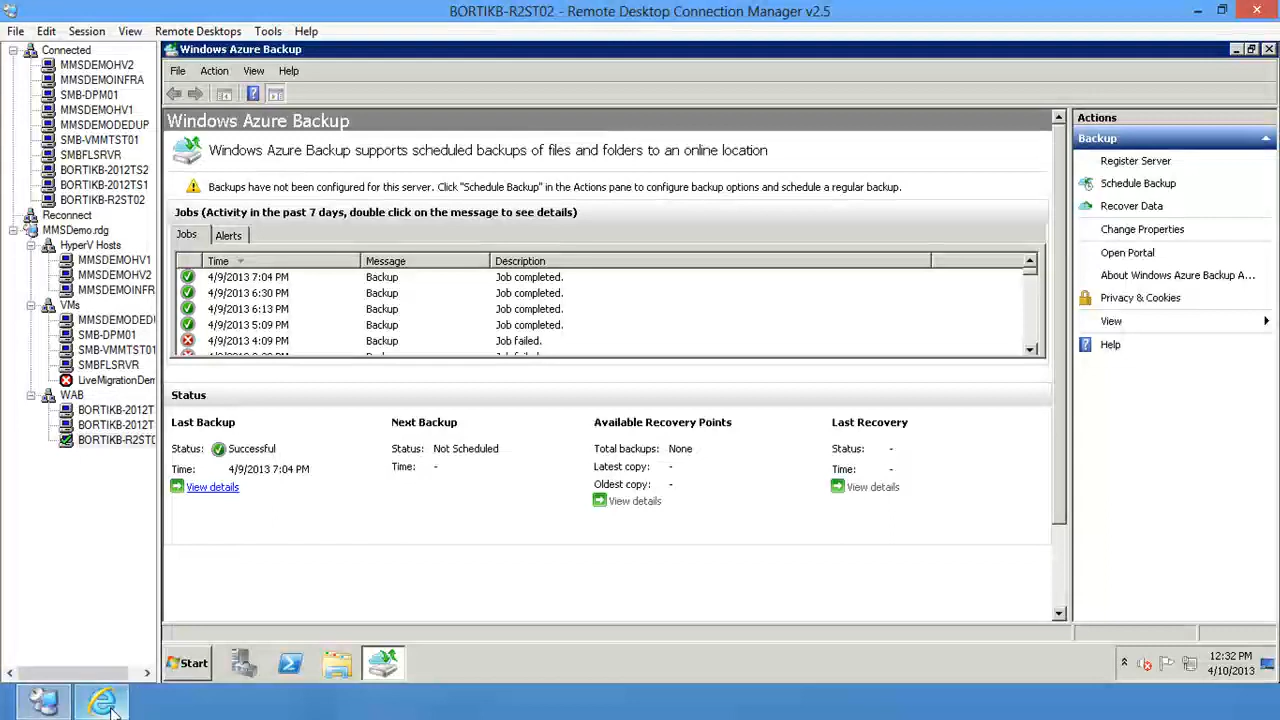 BORTIKB-R2ST02 - Remote Desktop Connection Manager v2.5
File Edit Session View Remote Desktops Tools Help
Connected
MMSDEMOHV2
MMSDEMOINFRA
SMB-DPM01
MMSDEMOHV1
MMSDEMODEDUP
SMB-VMMTST01
SMBFLSRVR
BORTIKB-2012TS2
BORTIKB-2012TS1
BORTIKB-R2ST02
Reconnect
MMSDemo.rdg
HyperV Hosts
MMSDEMOHV1
MMSDEMOHV2
MMSDEMOINFR
VMs
MMSDEMODEDU
SMB-DPM01
SMB-VMMTST01
SMBFLSRVR
LiveMigrationDem
WAB
BORTIKB-2012T
BORTIKB-2012T
BORTIKB-R2ST0
Windows Azure Backup
File Action View Help
Windows Azure Backup
Windows Azure Backup supports scheduled backups of files and folders to an online location
Backups have not been configured for this server. Click "Schedule Backup" in the Actions pane to configure backup options and schedule a regular backup.
Jobs (Activity in the past 7 days, double click on the message to see details)
Jobs Alerts
Time Message Description
4/9/2013 7:04 PM Backup Job completed.
4/9/2013 6:30 PM Backup Job completed.
4/9/2013 6:13 PM Backup Job completed.
4/9/2013 5:09 PM Backup Job completed.
4/9/2013 4:09 PM Backup Job failed.
Status
Last Backup Next Backup Available Recovery Points Last Recovery
Status: Successful Status: Not Scheduled Total backups: None Status: -
Time: 4/9/2013 7:04 PM Time: - Latest copy: - Time: -
Oldest copy: -
View details View details View details
Actions
Backup
Register Server
Schedule Backup
Recover Data
Change Properties
Open Portal
About Windows Azure Backup A...
Privacy & Cookies
View
Help
Start
12:32 PM
4/10/2013